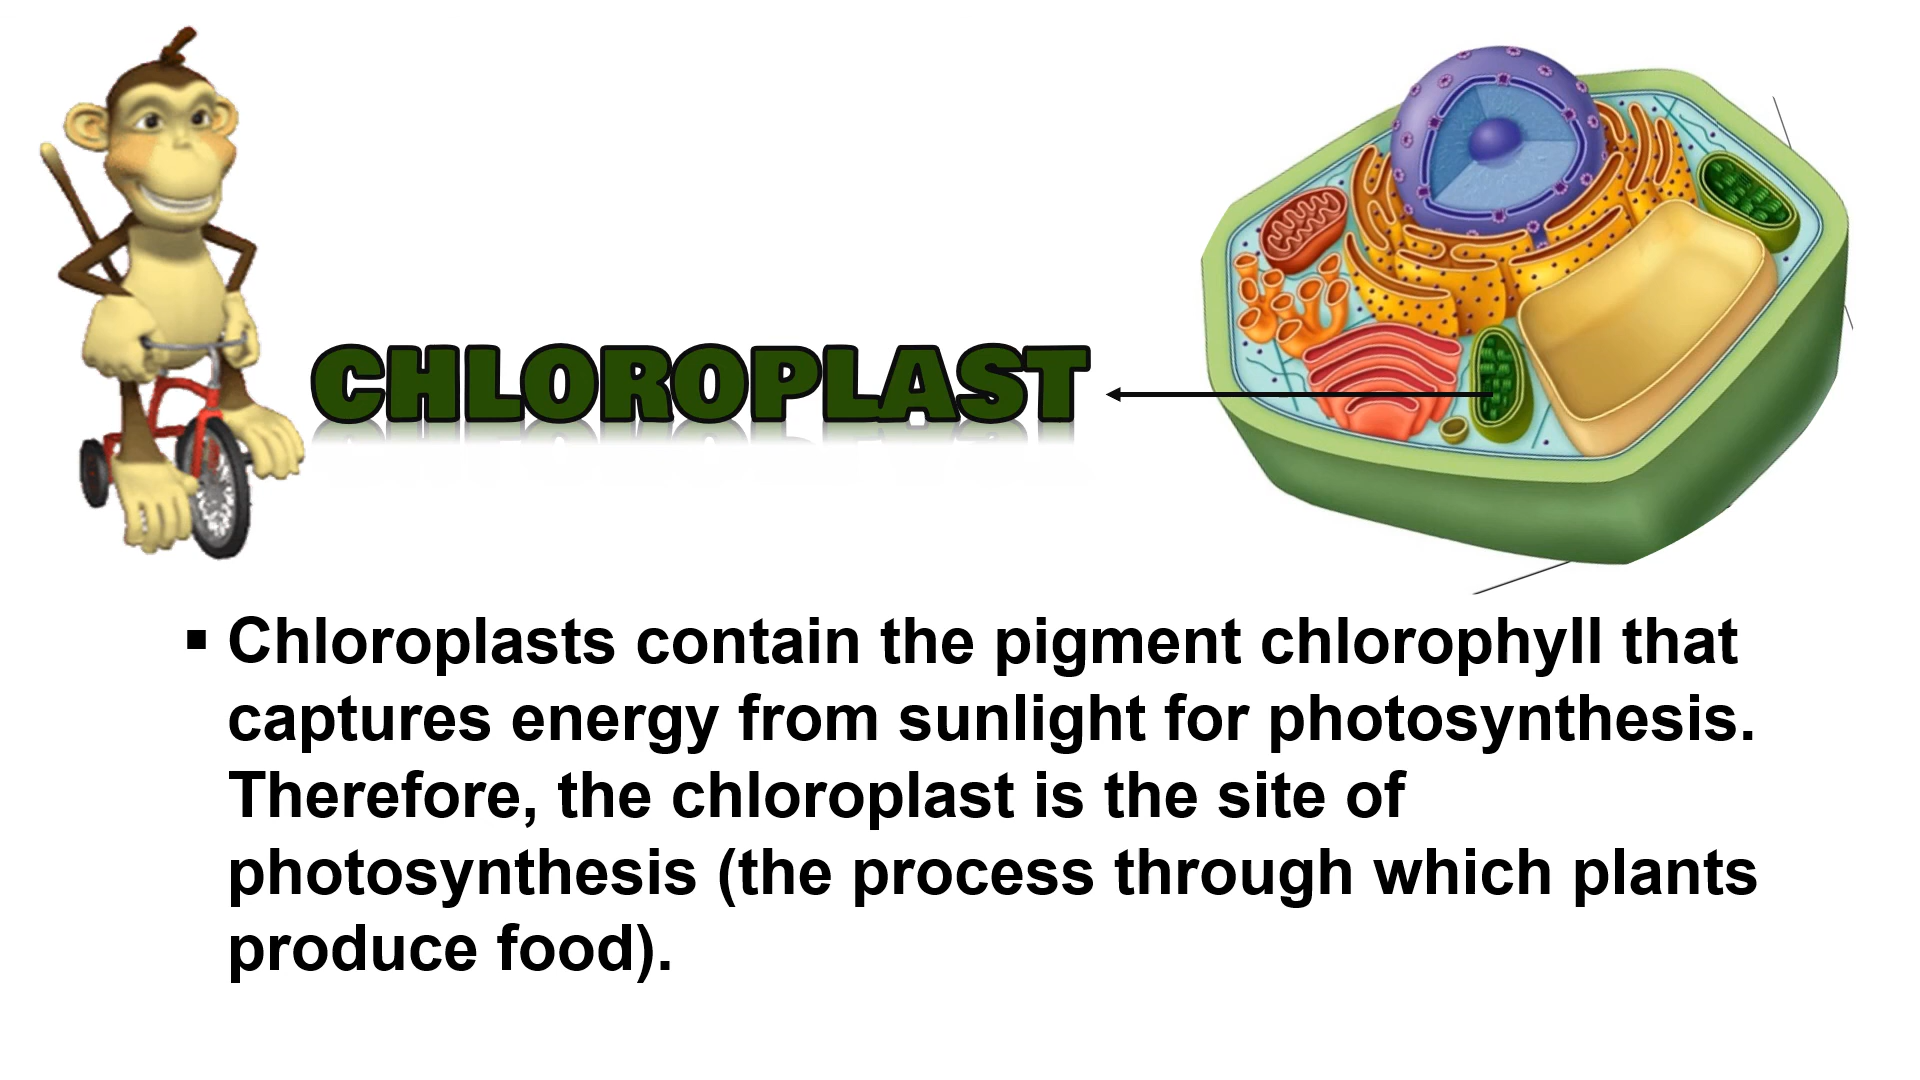 CHLOROPLAST
▪ Chloroplasts contain the pigment chlorophyll that
captures energy from sunlight for photosynthesis.
Therefore, the chloroplast is the site of
photosynthesis (the process through which plants
produce food).